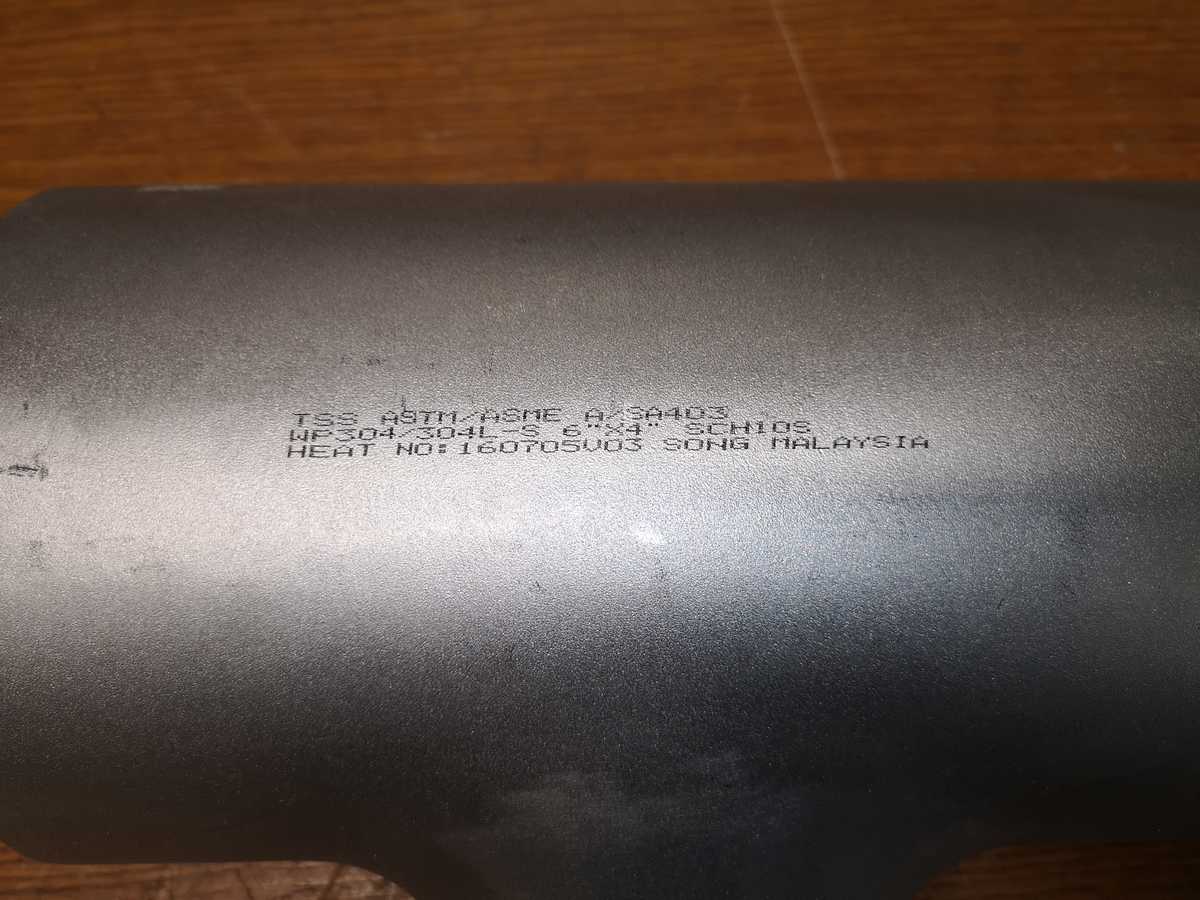 TSS ASTM/ASME A/SA403
WP304/304L-S 6"X4" SCH10S
HEAT NO:160705V03 SONG MALAYSIA